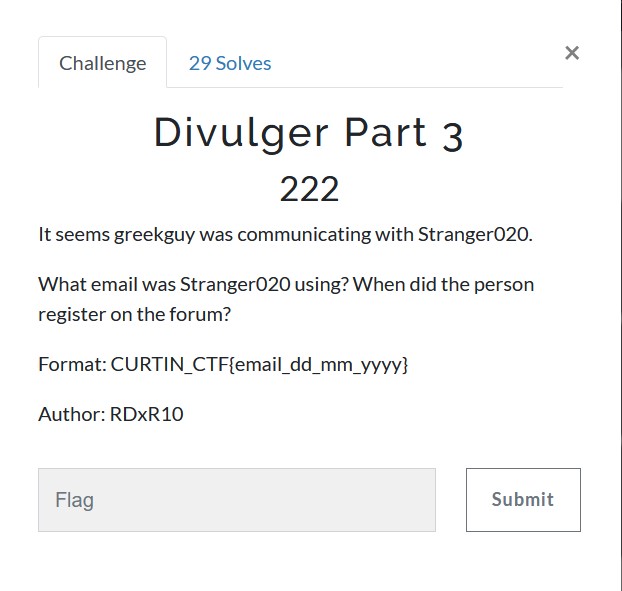 Challenge
29 Solves
×
Divulger Part 3
222
It seems greekguy was communicating with Stranger020.
What email was Stranger020 using? When did the person
register on the forum?
Format: CURTIN_CTF{email_dd_mm_yyyy}
Author: RDxR10
Flag
Submit